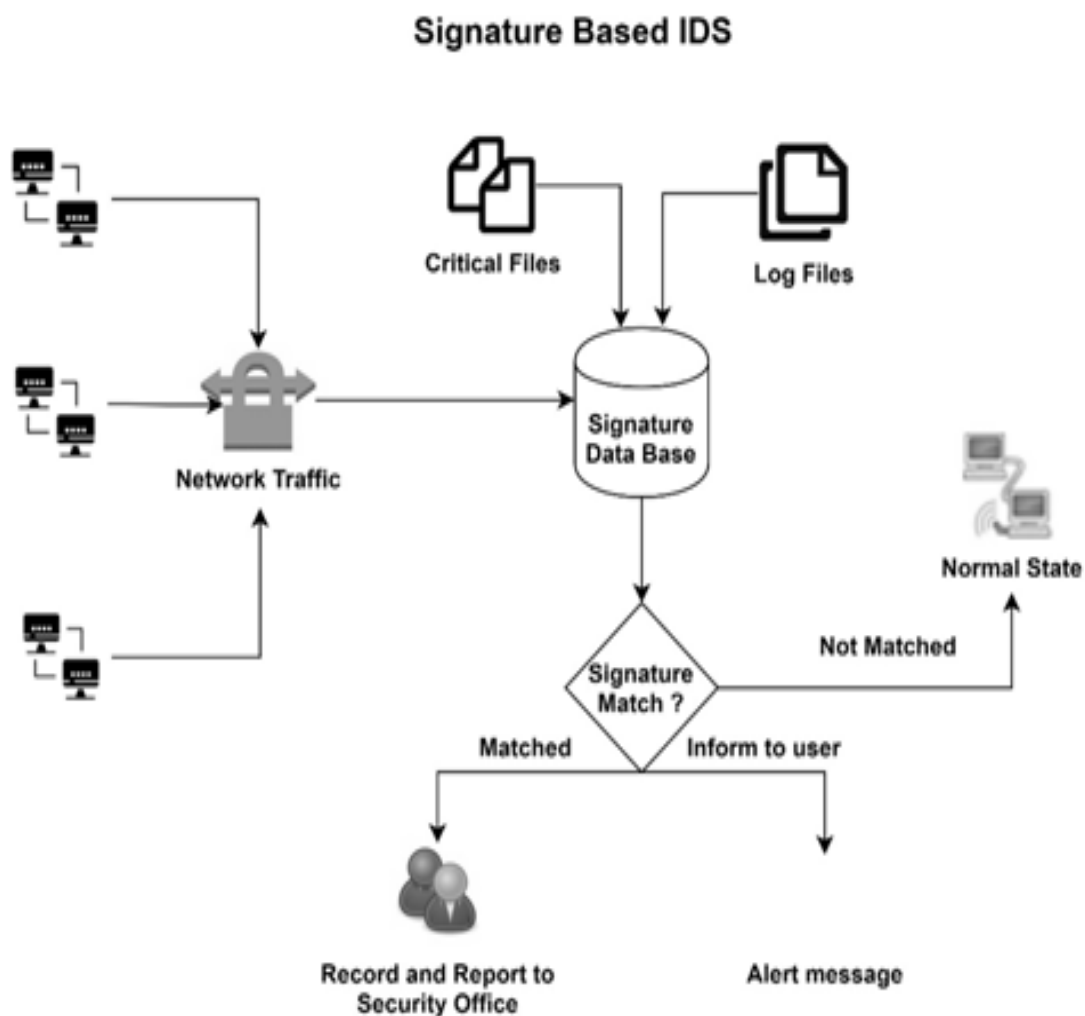 Signature Based IDS
Critical Files
Log Files
Signature
Data Base
Network Traffic
Normal State
Not Matched
Signature
Match ?
Matched
Inform to user
Record and Report to
Security Office
Alert message